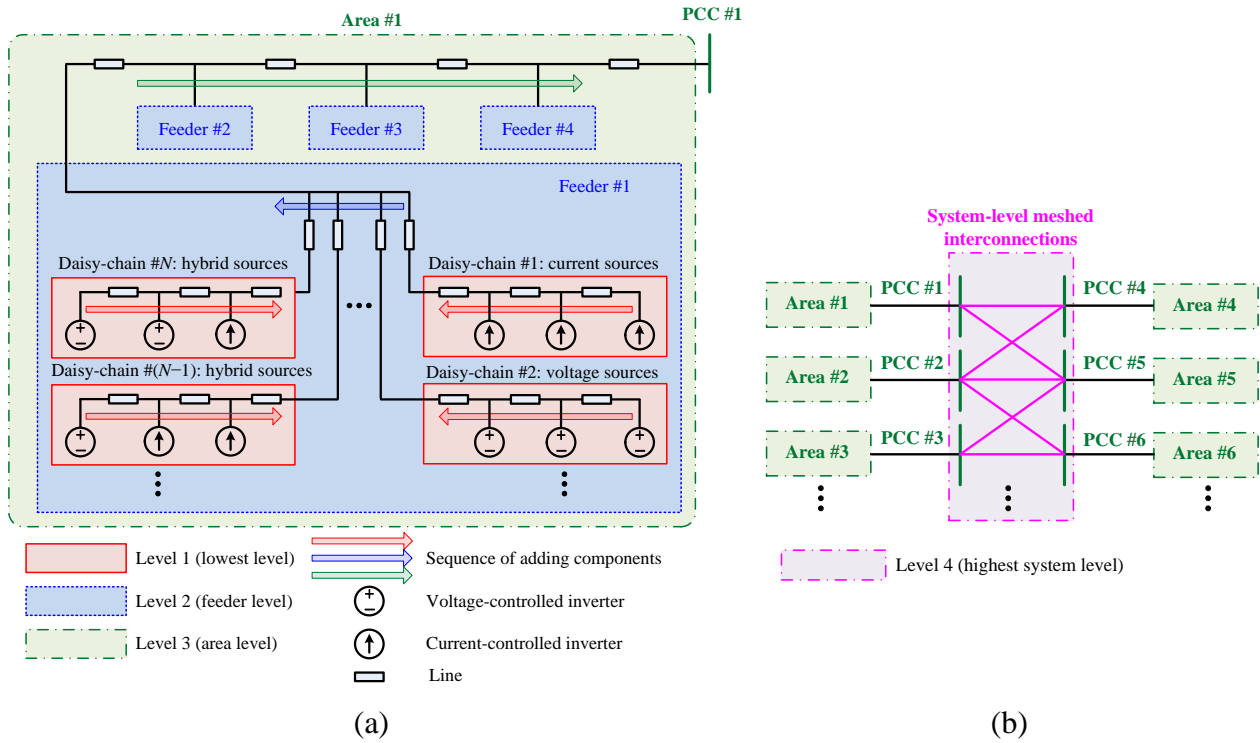 Area #1
PCC #1
Feeder #2
Feeder #3
Feeder #4
Feeder #1
Daisy-chain #N: hybrid sources
Daisy-chain #1: current sources
Daisy-chain #(N−1): hybrid sources
Daisy-chain #2: voltage sources
Level 1 (lowest level)
Level 2 (feeder level)
Level 3 (area level)
Sequence of adding components
Voltage-controlled inverter
Current-controlled inverter
Line
(a)
System-level meshed
interconnections
Area #1
PCC #1
PCC #4
Area #4
Area #2
PCC #2
PCC #5
Area #5
Area #3
PCC #3
PCC #6
Area #6
Level 4 (highest system level)
(b)